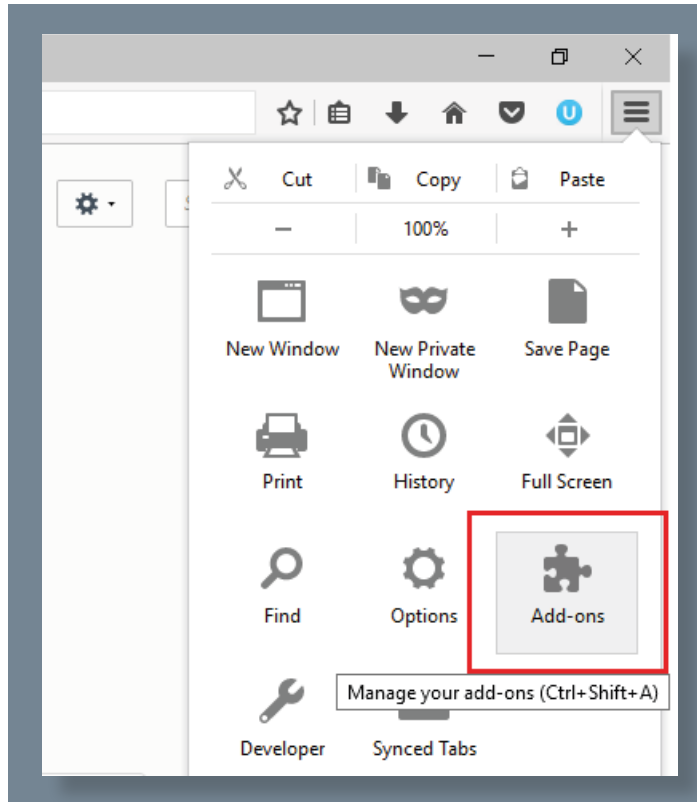 U
Cut Copy Paste
100%
New Window New Private Window Save Page
Print History Full Screen
Find Options Add-ons
Manage your add-ons (Ctrl+Shift+A)
Developer Synced Tabs